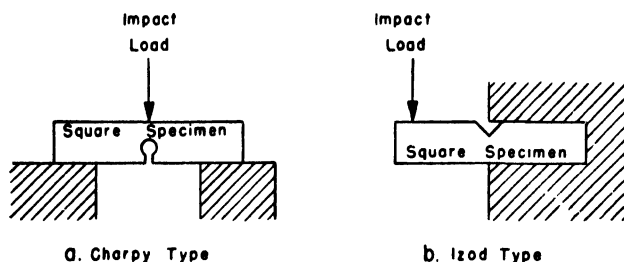 Impact
Load
Square Specimen
a. Charpy Type
Impact
Load
Square Specimen
b. Izod Type